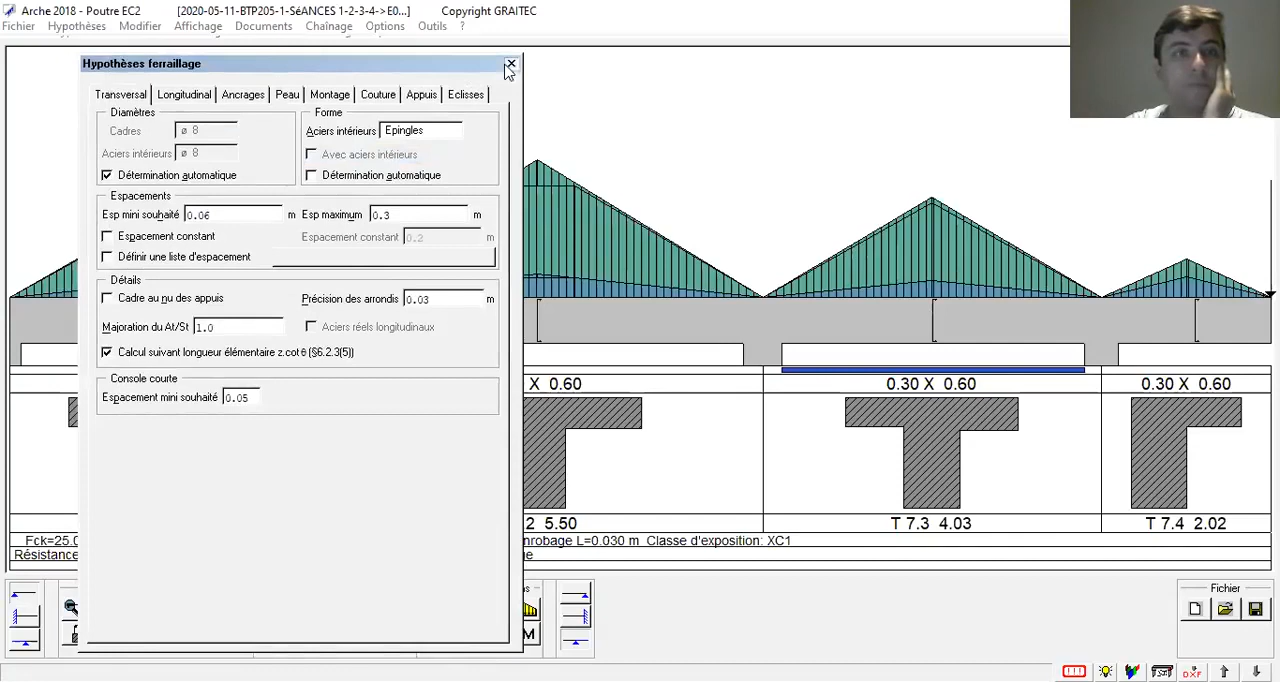 Arche 2018 - Poutre EC2 [2020-05-11-BTP205-1-SéANCES 1-2-3-4->E0...] Copyright GRAITEC
Fichier Hypothèses Modifier Affichage Documents Chaînage Options Outils ?
Hypothèses ferraillage
Transversal Longitudinal Ancrages Peau Montage Couture Appuis Eclisses
Diamètres
Cadres ø 8
Aciers intérieurs ø 8
Détermination automatique
Forme
Aciers intérieurs Epingles
Avec aciers intérieurs
Détermination automatique
Espacements
Esp mini souhaité 0.06 m Esp maximum 0.3 m
Espacement constant Espacement constant 0.2 m
Définir une liste d'espacement
Détails
Cadre au nu des appuis Précision des arrondis 0.03 m
Majoration du At/St 1.0 Aciers réels longitudinaux
Calcul suivant longueur élémentaire z.cot θ (§6.2.3(5))
Console courte
Espacement mini souhaité 0.05
X 0.60 0.30 X 0.60 0.30 X 0.60
2 5.50 T 7.3 4.03 T 7.4 2.02
Fck=25.0 nrobage L=0.030 m Classe d'exposition: XC1
Résistance
Fichier
M
DXF